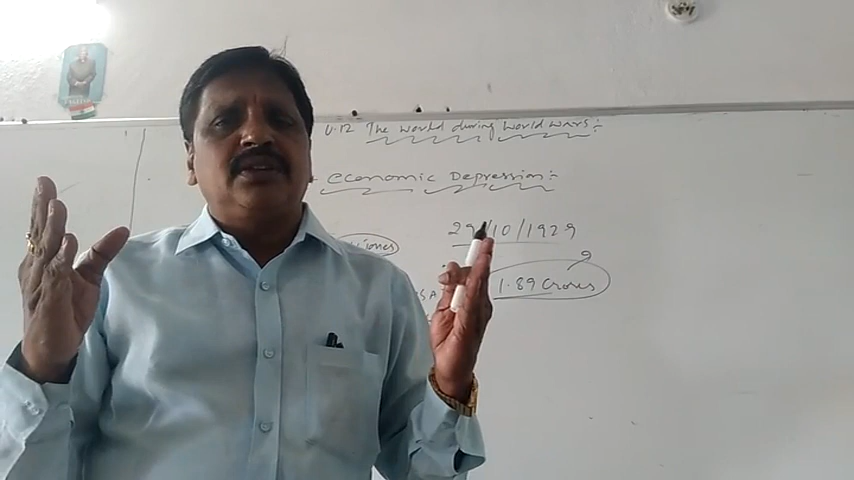 U.12 The world during world wars:-
economic Depression:-
29/10/1929
1.89 Crores